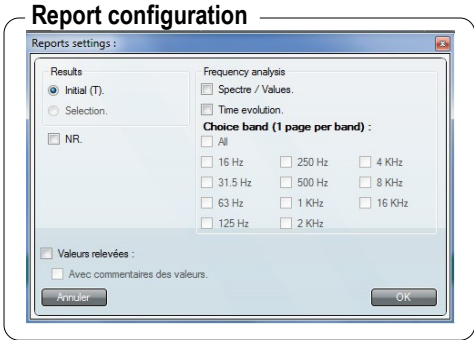 Report configuration
Reports settings :
Results
Initial (T).
Selection.
NR.
Frequency analysis
Spectre / Values.
Time evolution.
Choice band (1 page per band) :
All
16 Hz 250 Hz 4 KHz
31.5 Hz 500 Hz 8 KHz
63 Hz 1 KHz 16 KHz
125 Hz 2 KHz
Valeurs relevées :
Avec commentaires des valeurs.
Annuler OK